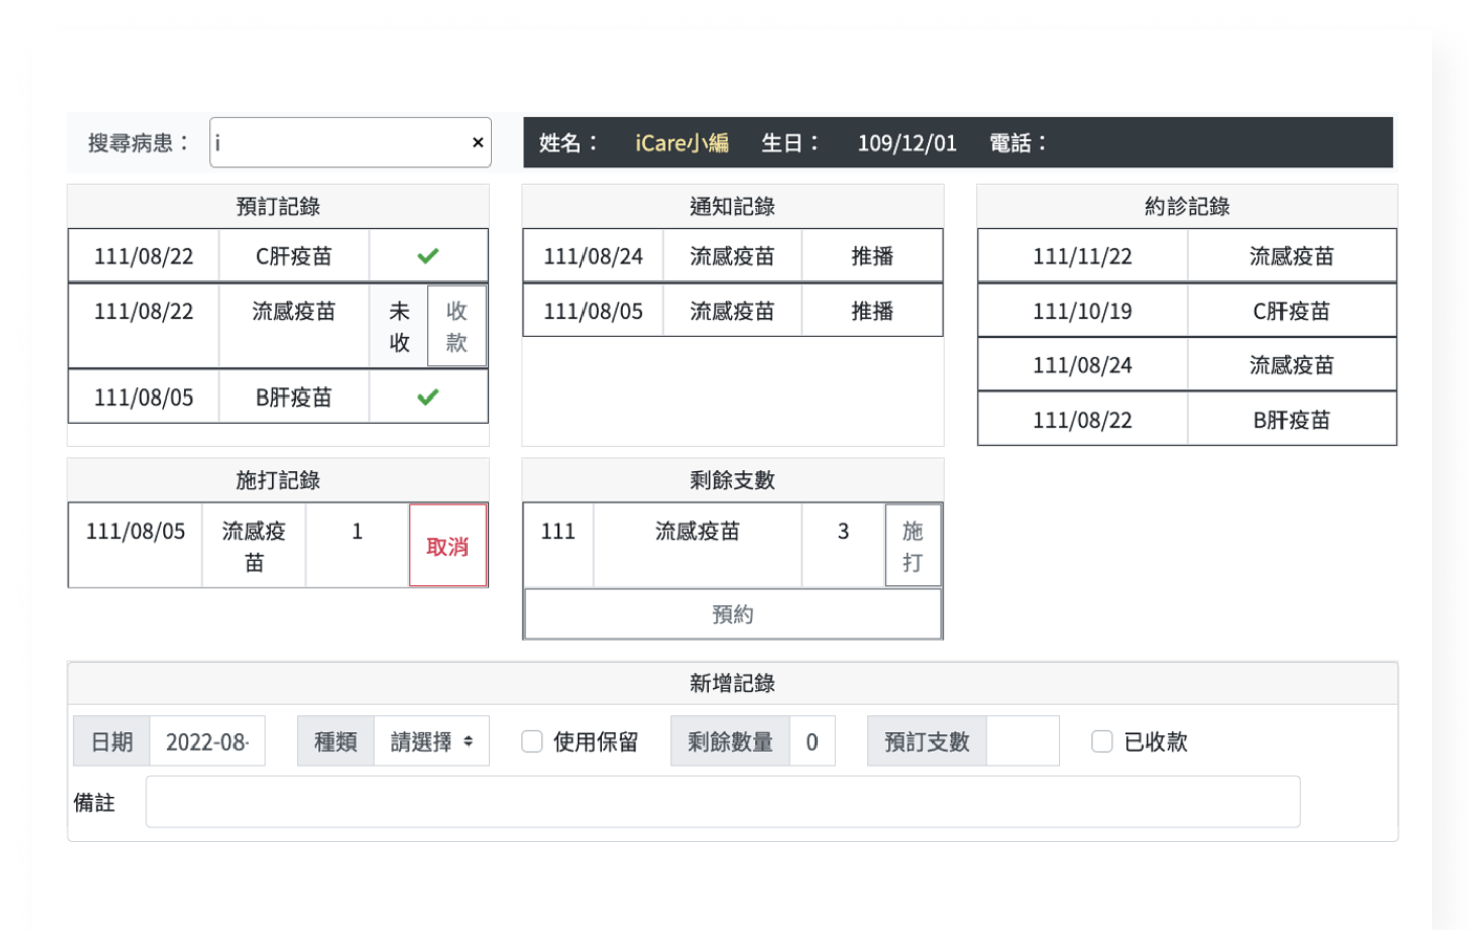 搜尋病患： i ×
姓名： iCare小編 生日： 109/12/01 電話：
預訂記錄
111/08/22 C肝疫苗
111/08/22 流感疫苗 未收 收款
111/08/05 B肝疫苗
通知記錄
111/08/24 流感疫苗 推播
111/08/05 流感疫苗 推播
約診記錄
111/11/22 流感疫苗
111/10/19 C肝疫苗
111/08/24 流感疫苗
111/08/22 B肝疫苗
施打記錄
111/08/05 流感疫苗 1 取消
剩餘支數
111 流感疫苗 3 施打
預約
新增記錄
日期 2022-08- 種類 請選擇 使用保留 剩餘數量 0 預訂支數 已收款
備註